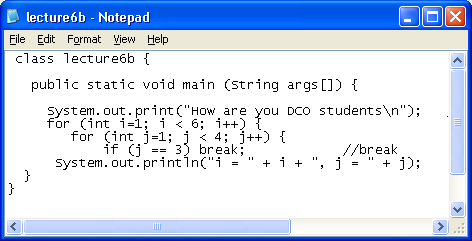 lecture6b - Notepad
File Edit Format View Help
class lecture6b {
public static void main (String args[]) {
System.out.print("How are you DCO students\n");
for (int i=1; i < 6; i++) {
for (int j=1; j < 4; j++) {
if (j == 3) break; //break
System.out.println("i = " + i + ", j = " + j);
}
}